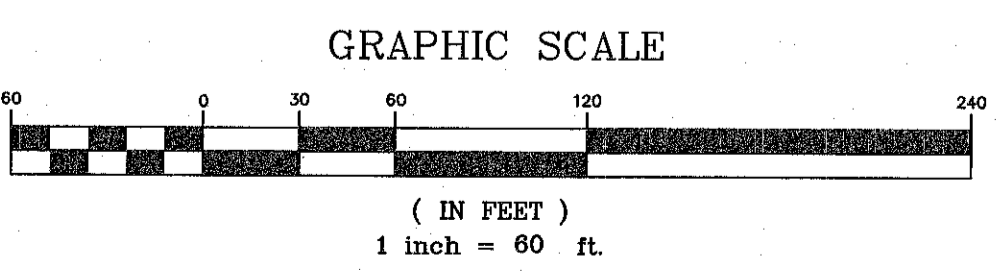 GRAPHIC SCALE
60 0 30 60 120 240
( IN FEET )
1 inch = 60 ft.